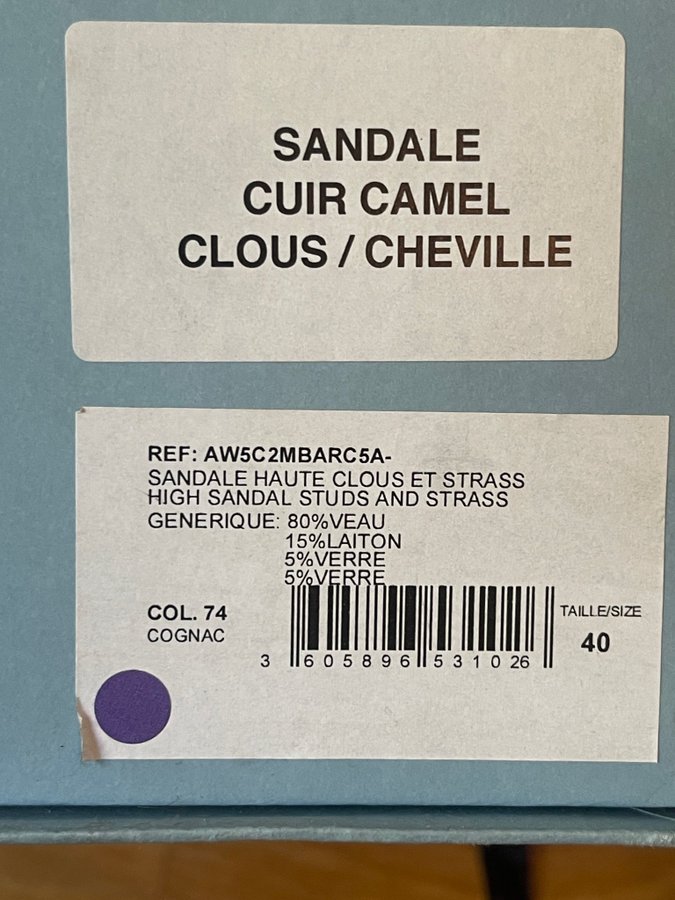 SANDALE
CUIR CAMEL
CLOUS / CHEVILLE
REF: AW5C2MBARC5A-
SANDALE HAUTE CLOUS ET STRASS
HIGH SANDAL STUDS AND STRASS
GENERIQUE: 80%VEAU
15%LAITON
5%VERRE
5%VERRE
COL. 74
COGNAC
TAILLE/SIZE
40
3 605896 531026